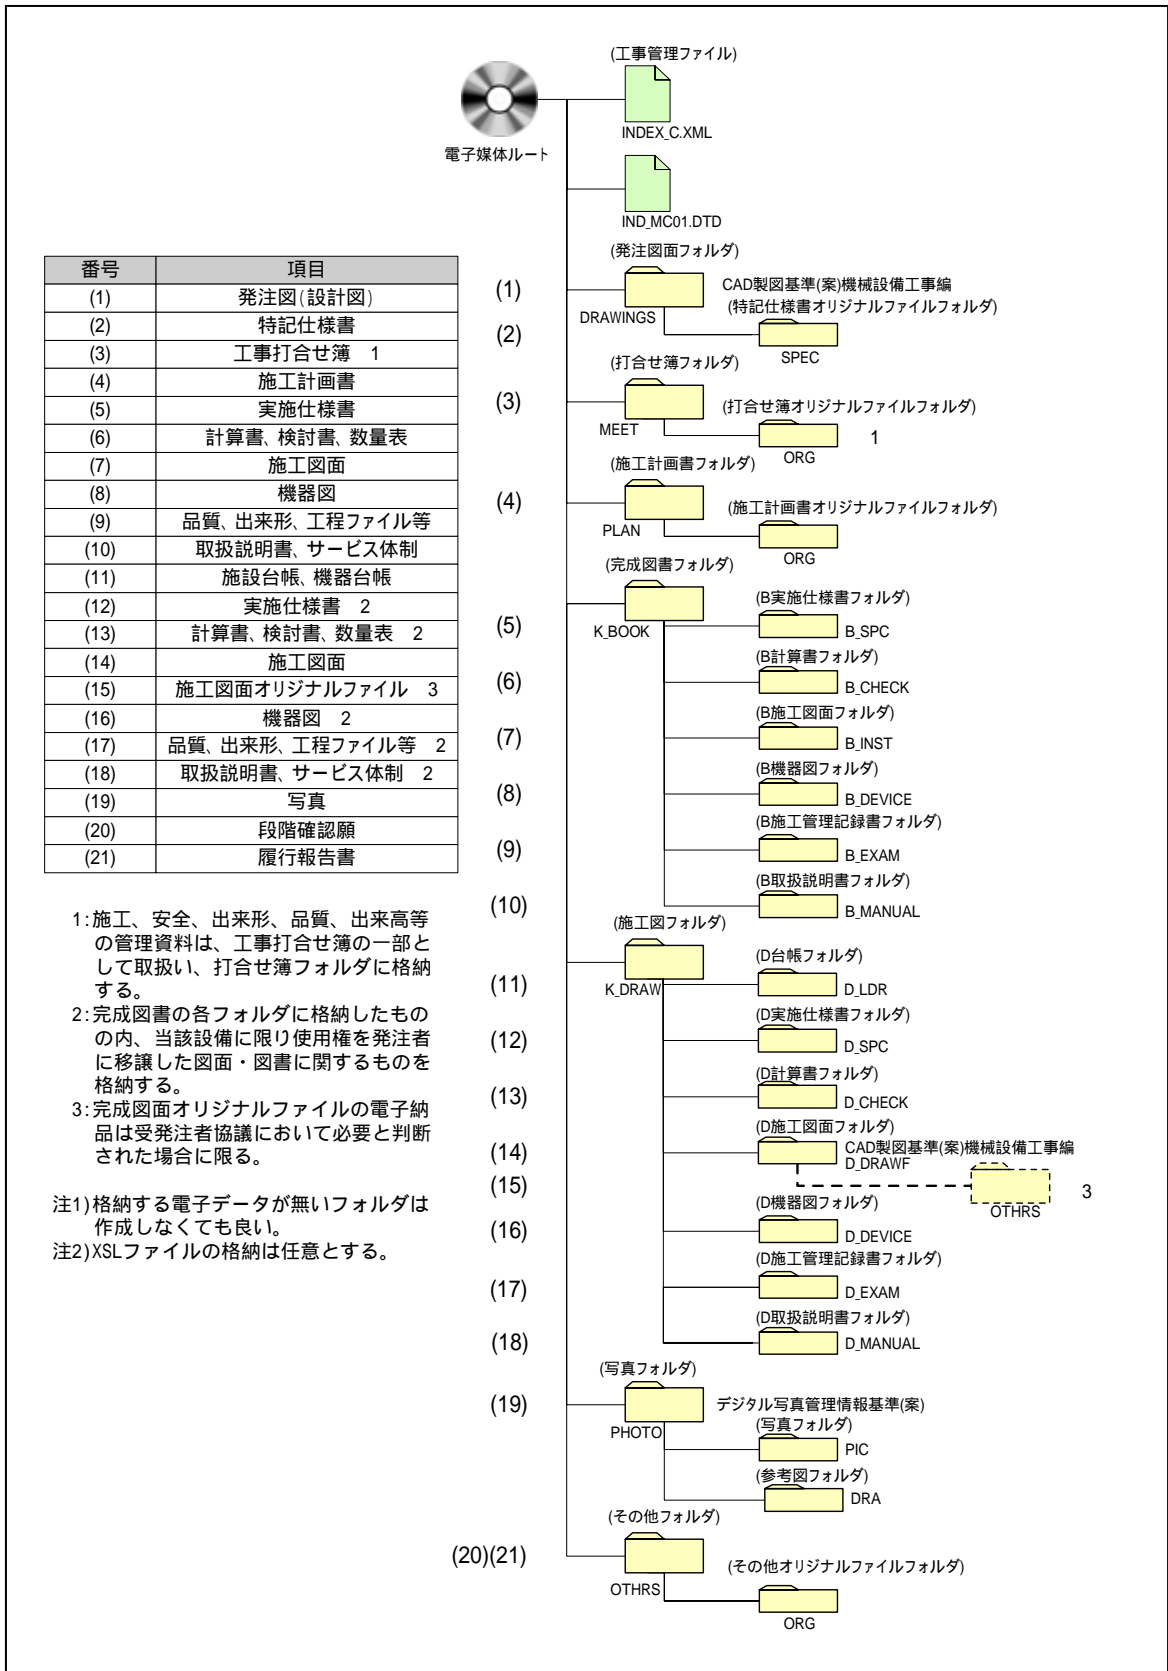 (工事管理ファイル)
INDEX_C.XML
電子媒体ルート
IND_MC01.DTD
番号 項目
(1) 発注図(設計図)
(2) 特記仕様書
(3) 工事打合せ簿 1
(4) 施工計画書
(5) 実施仕様書
(6) 計算書、検討書、数量表
(7) 施工図面
(8) 機器図
(9) 品質、出来形、工程ファイル等
(10) 取扱説明書、サービス体制
(11) 施設台帳、機器台帳
(12) 実施仕様書 2
(13) 計算書、検討書、数量表 2
(14) 施工図面
(15) 施工図面オリジナルファイル 3
(16) 機器図 2
(17) 品質、出来形、工程ファイル等 2
(18) 取扱説明書、サービス体制 2
(19) 写真
(20) 段階確認願
(21) 履行報告書
1:施工、安全、出来形、品質、出来高等
の管理資料は、工事打合せ簿の一部と
して取扱い、打合せ簿フォルダに格納
する。
2:完成図書の各フォルダに格納したもの
の内、当該設備に限り使用権を発注者
に移譲した図面・図書に関するものを
格納する。
3:完成図面オリジナルファイルの電子納
品は受発注者協議において必要と判断
された場合に限る。
注1)格納する電子データが無いフォルダは
作成しなくても良い。
注2)XSLファイルの格納は任意とする。
(発注図面フォルダ)
(1)
DRAWINGS
CAD製図基準(案)機械設備工事編
(特記仕様書オリジナルファイルフォルダ)
(2)
SPEC
(打合せ簿フォルダ)
(3)
MEET
(打合せ簿オリジナルファイルフォルダ)
1
ORG
(施工計画書フォルダ)
(4)
PLAN
(施工計画書オリジナルファイルフォルダ)
ORG
(完成図書フォルダ)
K_BOOK
(B実施仕様書フォルダ)
(5)
B_SPC
(B計算書フォルダ)
(6)
B_CHECK
(B施工図面フォルダ)
(7)
B_INST
(B機器図フォルダ)
(8)
B_DEVICE
(B施工管理記録書フォルダ)
(9)
B_EXAM
(B取扱説明書フォルダ)
(10)
B_MANUAL
(施工図フォルダ)
K_DRAW
(D台帳フォルダ)
(11)
D_LDR
(D実施仕様書フォルダ)
(12)
D_SPC
(D計算書フォルダ)
(13)
D_CHECK
(D施工図面フォルダ)
(14)
CAD製図基準(案)機械設備工事編
D_DRAWF
(15)
3
OTHRS
(D機器図フォルダ)
(16)
D_DEVICE
(D施工管理記録書フォルダ)
(17)
D_EXAM
(D取扱説明書フォルダ)
(18)
D_MANUAL
(写真フォルダ)
(19)
PHOTO
デジタル写真管理情報基準(案)
(写真フォルダ)
PIC
(参考図フォルダ)
DRA
(その他フォルダ)
(20)(21)
OTHRS
(その他オリジナルファイルフォルダ)
ORG